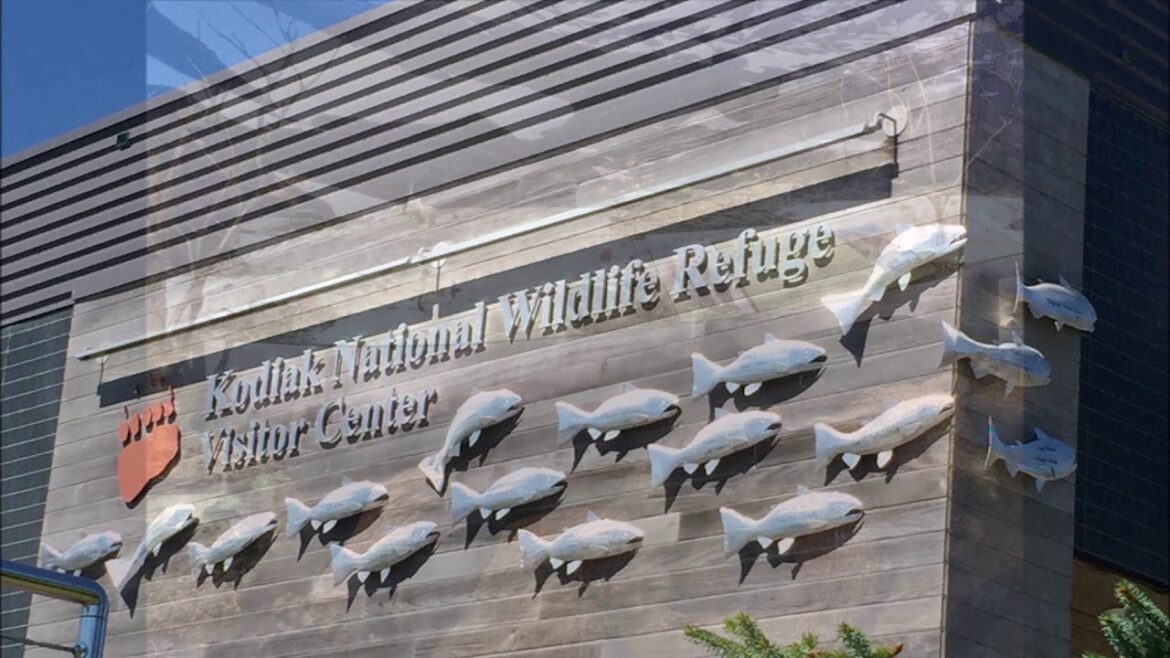 Kodiak National Wildlife Refuge
Visitor Center